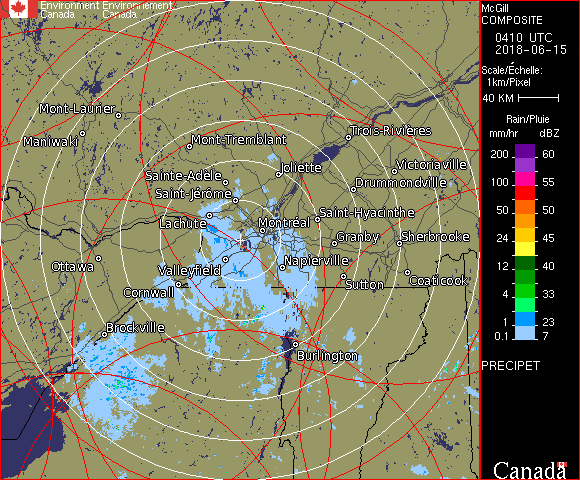 Environment Environnement
Canada Canada
Mont-Laurier
Maniwaki
Mont-Tremblant
Trois-Rivières
Joliette
Victoriaville
Sainte-Adèle
Drummondville
Saint-Jérôme
Saint-Hyacinthe
Lachute
Montréal
Granby
Sherbrooke
Ottawa
Valleyfield
Napierville
Cornwall
Sutton
Coaticook
Brockville
Burlington
McGill
COMPOSITE
0410 UTC
2018-06-15
Scale/Échelle:
1km/Pixel
40 KM
Rain/Pluie
mm/hr dBZ
200 60
100 55
50 50
24 45
12 40
4 33
1 23
0.1 7
PRECIPET
Canada